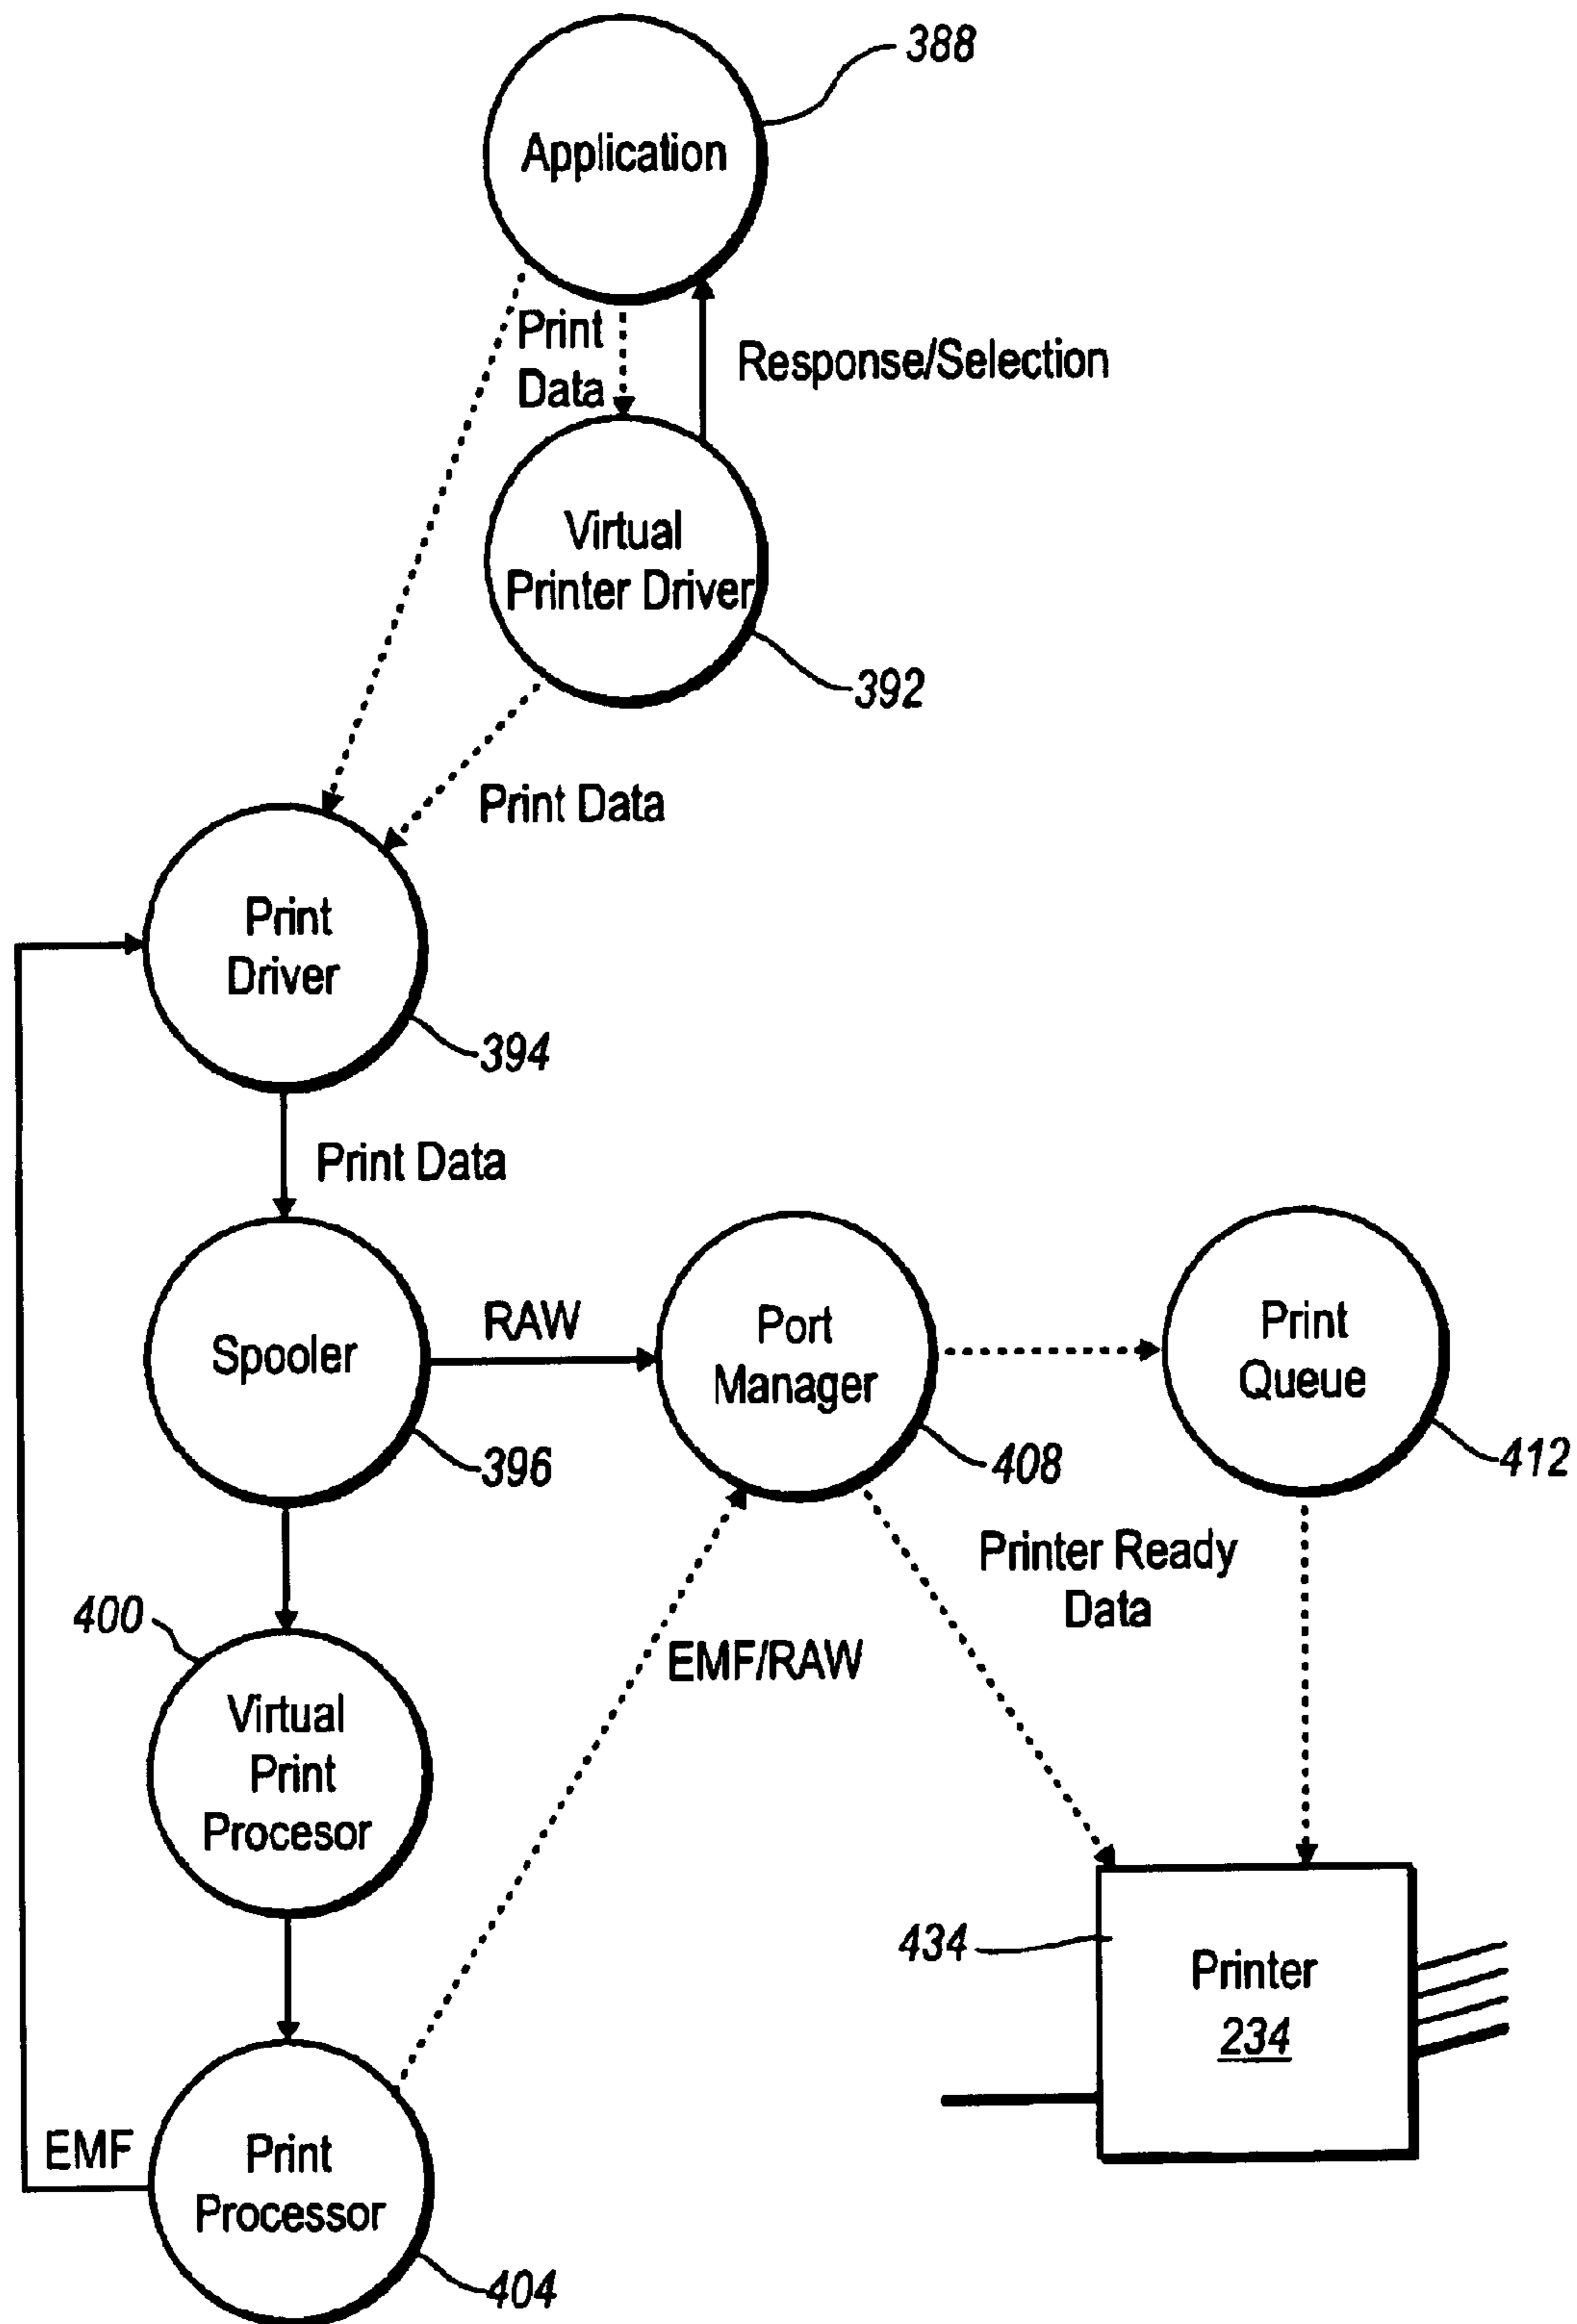 388
Application
Print
Data
Response/Selection
Virtual
Printer Driver
392
Print Data
Print
Driver
394
Print Data
Spooler
396
RAW
Port
Manager
408
Print
Queue
412
Printer Ready
Data
400
Virtual
Print
Procesor
EMF/RAW
434
Printer
234
EMF
Print
Processor
404